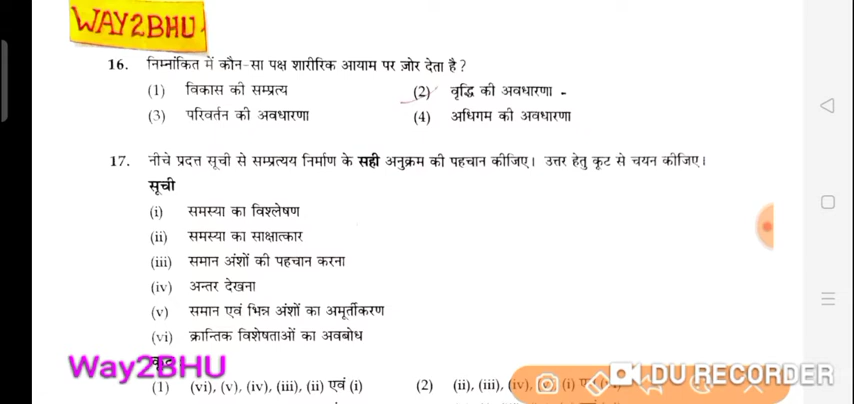 WAY2BHU
16. निम्नांकित में कौन-सा पक्ष शारीरिक आयाम पर ज़ोर देता है ?
(1) विकास की सम्प्रत्य (2) वृद्धि की अवधारणा -
(3) परिवर्तन की अवधारणा (4) अधिगम की अवधारणा
17. नीचे प्रदत्त सूची से सम्प्रत्यय निर्माण के सही अनुक्रम की पहचान कीजिए। उत्तर हेतु कूट से चयन कीजिए।
सूची
(i) समस्या का विश्लेषण
(ii) समस्या का साक्षात्कार
(iii) समान अंशों की पहचान करना
(iv) अन्तर देखना
(v) समान एवं भिन्न अंशों का अमूर्तीकरण
(vi) क्रान्तिक विशेषताओं का अवबोध
Way2BHU
DU RECORDER
(1) (vi), (v), (iv), (iii), (ii) एवं (i) (2) (ii), (iii), (iv), (v), (i)